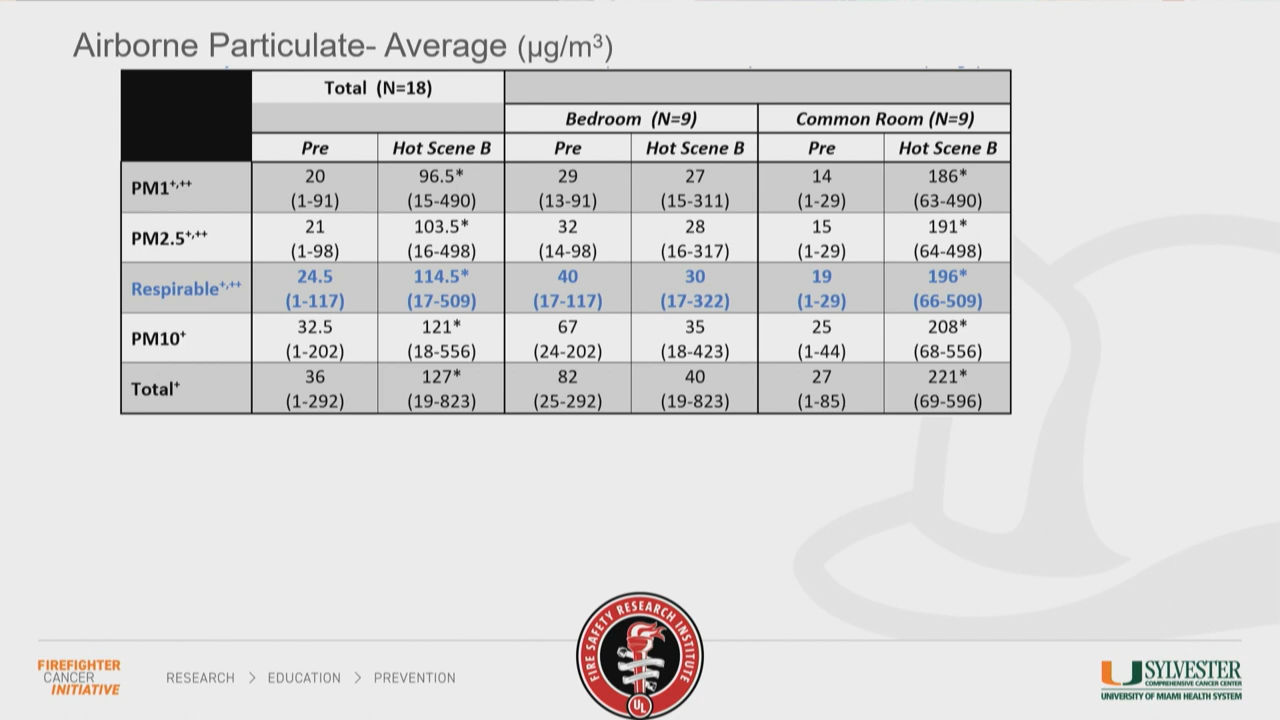 Airborne Particulate- Average (µg/m³)
Total (N=18)
Bedroom (N=9) Common Room (N=9)
Pre Hot Scene B Pre Hot Scene B Pre Hot Scene B
PM1⁺,⁺⁺ 20 96.5* 29 27 14 186*
(1-91) (15-490) (13-91) (15-311) (1-29) (63-490)
PM2.5⁺,⁺⁺ 21 103.5* 32 28 15 191*
(1-98) (16-498) (14-98) (16-317) (1-29) (64-498)
Respirable⁺,⁺⁺ 24.5 114.5* 40 30 19 196*
(1-117) (17-509) (17-117) (17-322) (1-29) (66-509)
PM10⁺ 32.5 121* 67 35 25 208*
(1-202) (18-556) (24-202) (18-423) (1-44) (68-556)
Total⁺ 36 127* 82 40 27 221*
(1-292) (19-823) (25-292) (19-823) (1-85) (69-596)
FIREFIGHTER
CANCER
INITIATIVE
RESEARCH > EDUCATION > PREVENTION
FIRE SAFETY RESEARCH INSTITUTE
UL
SYLVESTER
COMPREHENSIVE CANCER CENTER
UNIVERSITY OF MIAMI HEALTH SYSTEM